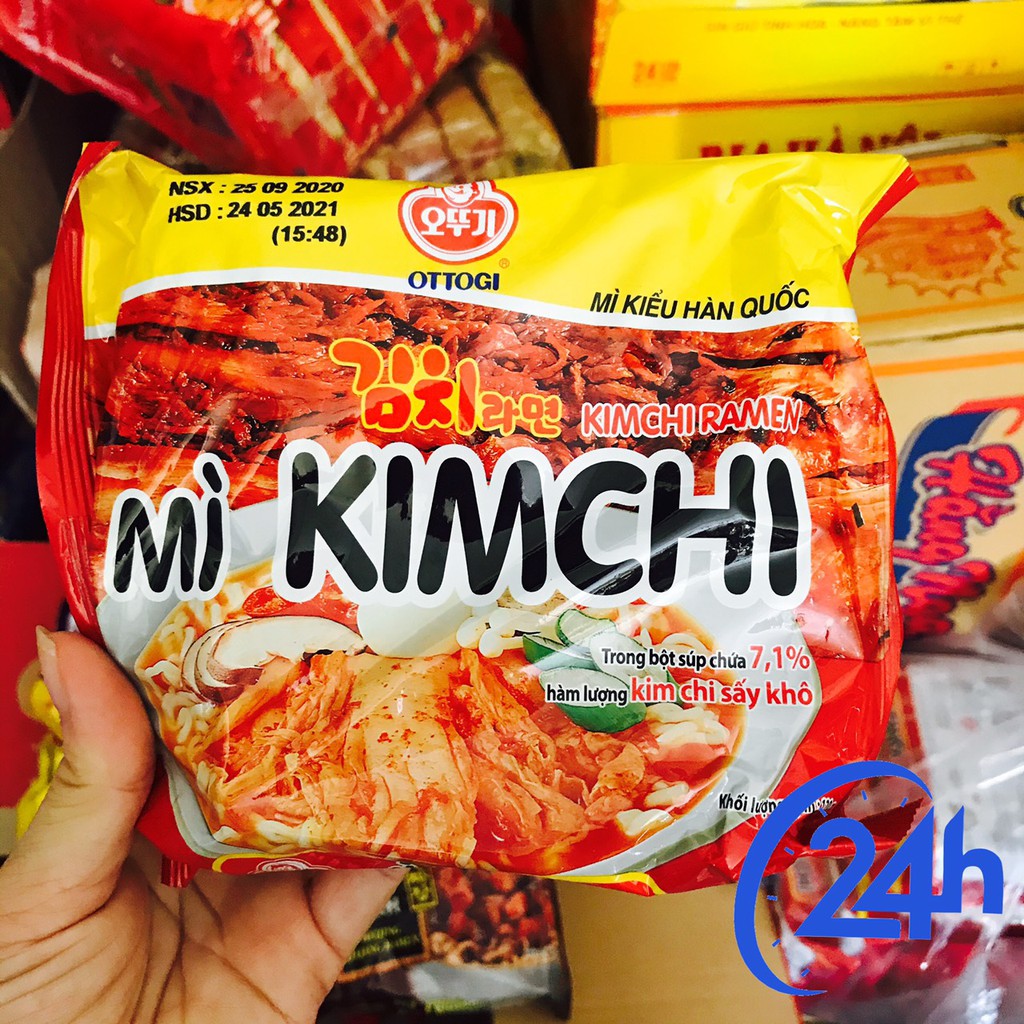 NSX : 25 09 2020
HSD : 24 05 2021
(15:48)
오뚜기
OTTOGI
MÌ KIỂU HÀN QUỐC
김치라면 KIMCHI RAMEN
MÌ KIMCHI
Trong bột súp chứa 7,1%
hàm lượng kim chi sấy khô
Khối lượng
24h